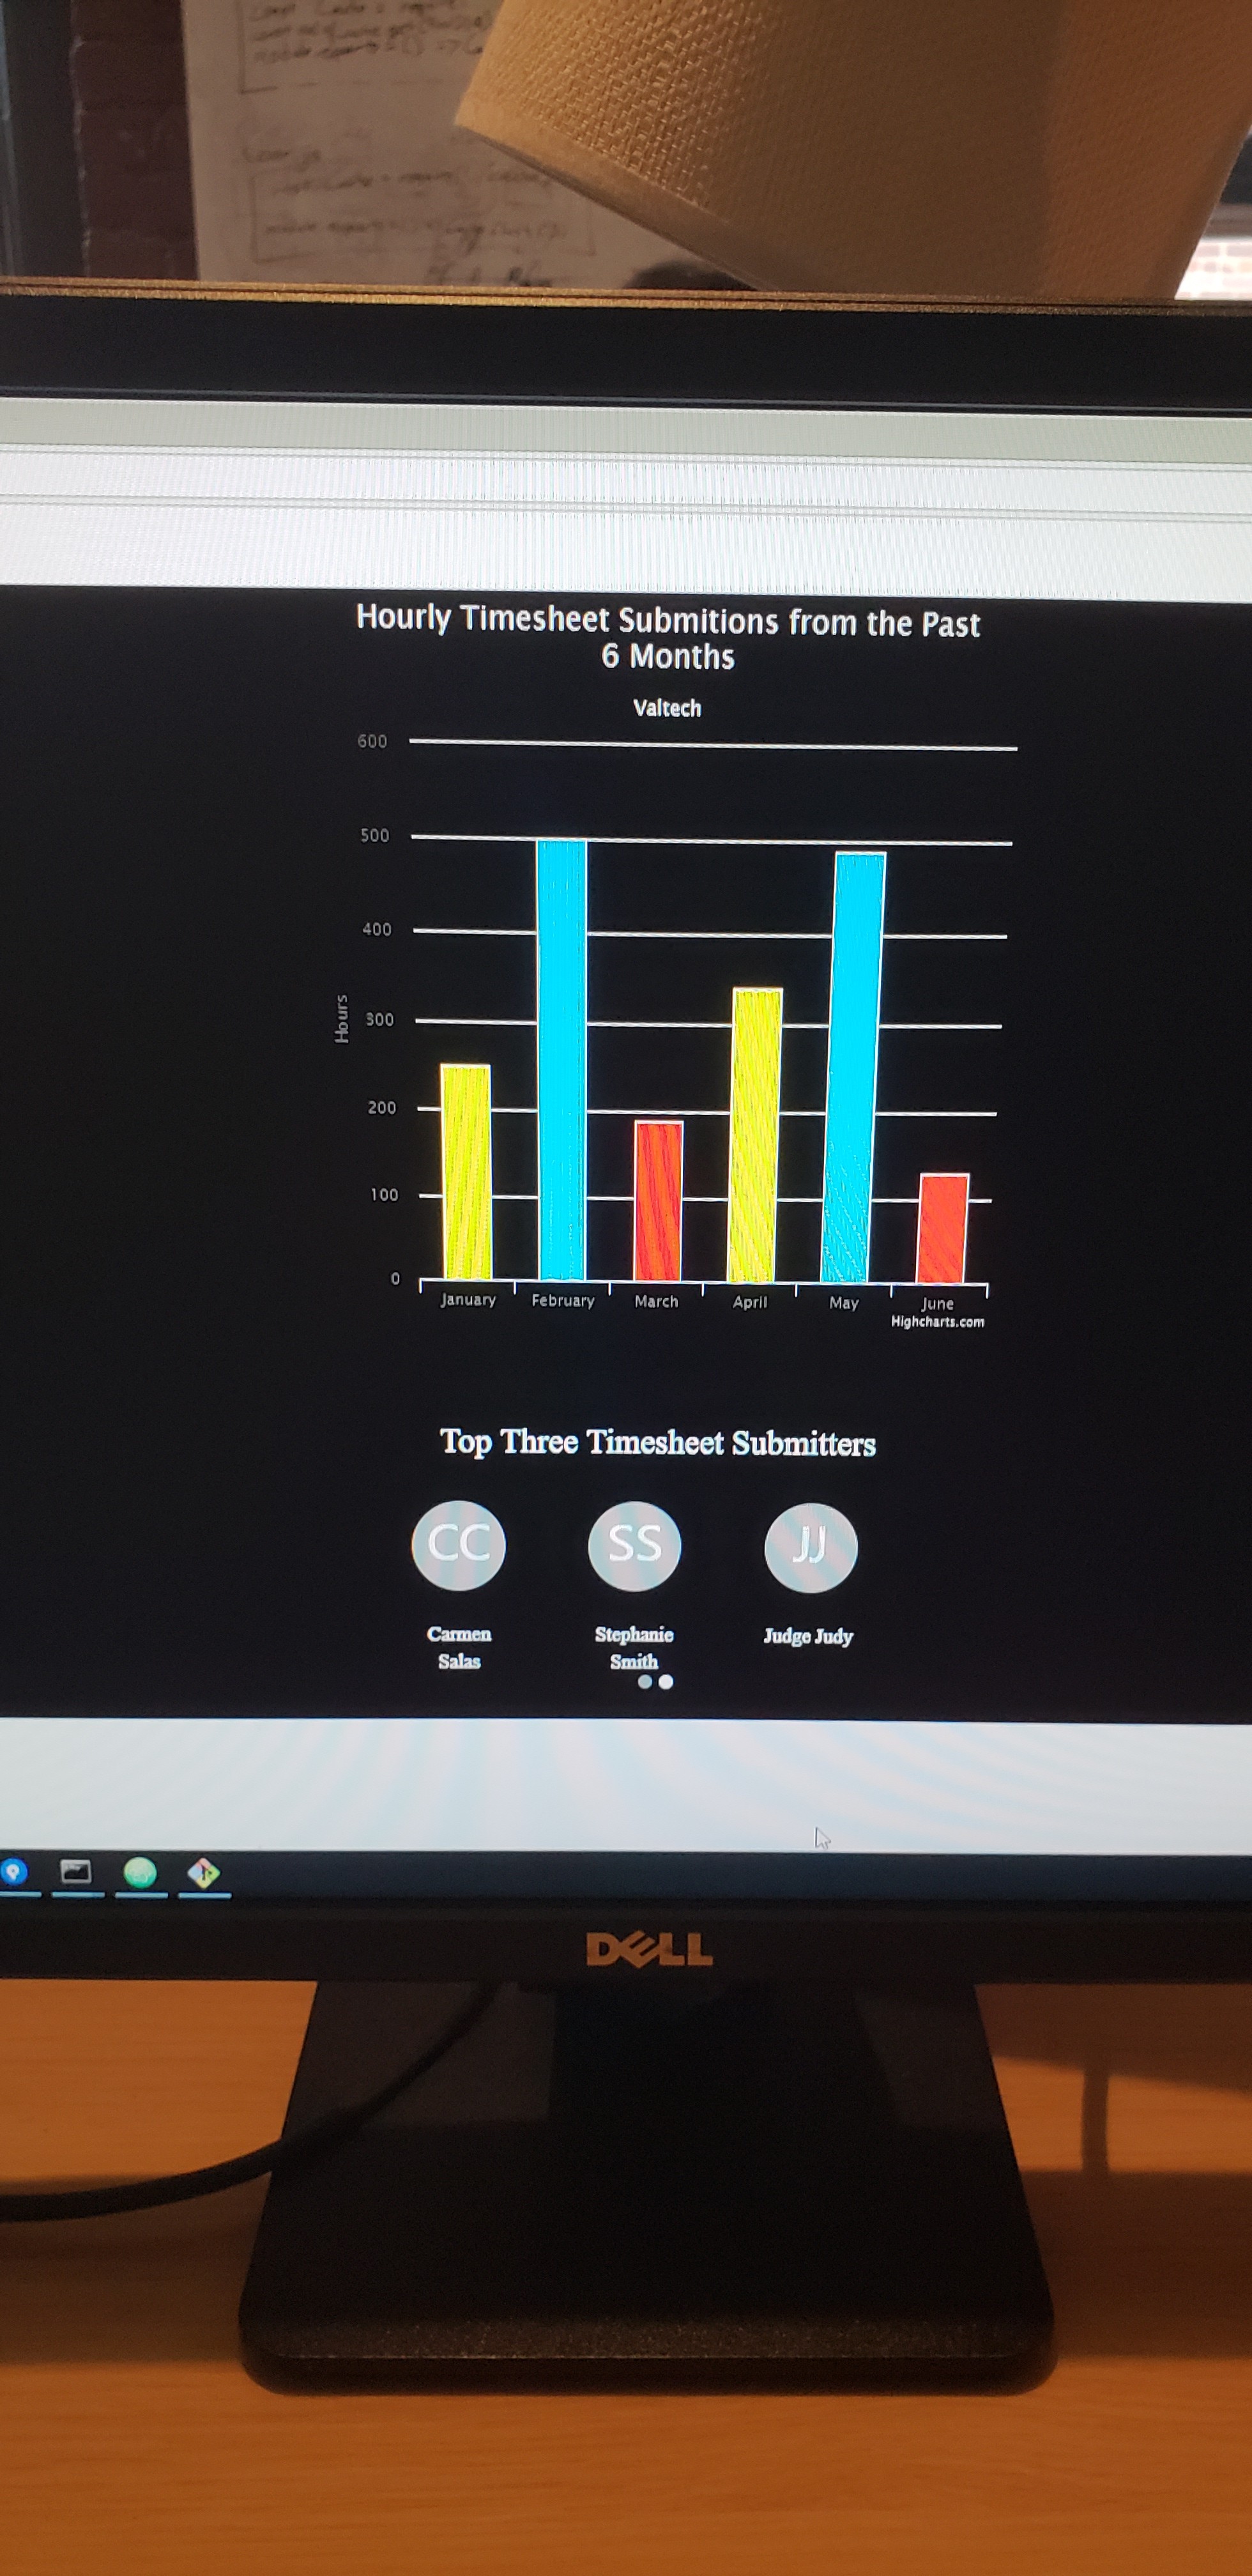 Hourly Timesheet Submitions from the Past
6 Months
Valtech
600
500
400
300
200
100
0
Hours
January February March April May June
Highcharts.com
Top Three Timesheet Submitters
CC SS JJ
Carmen Stephanie Judge Judy
Salas Smith
DELL